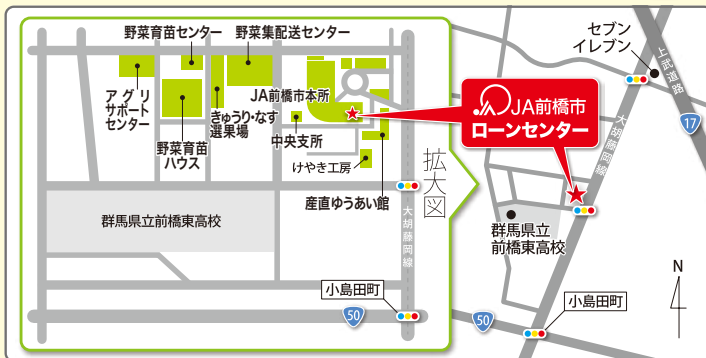 野菜育苗センター
野菜集配送センター
アグリ
サポート
センター
野菜育苗
ハウス
きゅうり・なす
選果場
JA前橋市本所
中央支所
けやき工房
産直ゆうあい館
群馬県立前橋東高校
大胡藤岡線
小島田町
50
拡大図
JA前橋市
ローンセンター
セブン
イレブン
上武道路
17
大胡藤岡線
群馬県立
前橋東高校
小島田町
50
N